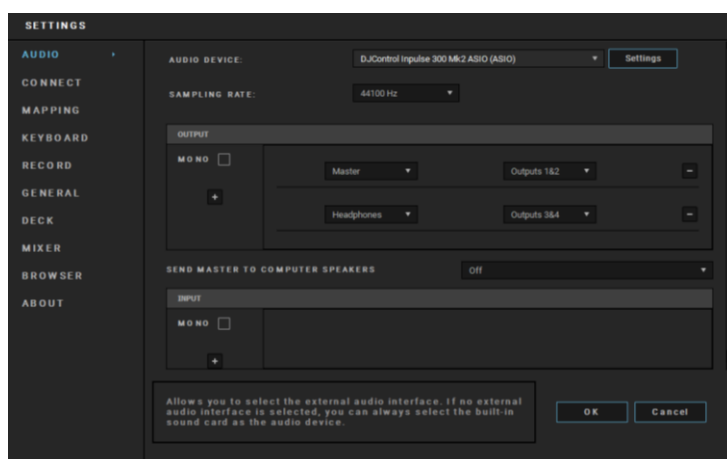 SETTINGS
AUDIO
CONNECT
MAPPING
KEYBOARD
RECORD
GENERAL
DECK
MIXER
BROWSER
ABOUT
AUDIO DEVICE: DJControl Inpulse 300 Mk2 ASIO (ASIO) Settings
SAMPLING RATE: 44100 Hz
OUTPUT
MONO
+
Master Outputs 1&2 −
Headphones Outputs 3&4 −
SEND MASTER TO COMPUTER SPEAKERS Off
INPUT
MONO
+
Allows you to select the external audio interface. If no external
audio interface is selected, you can always select the built-in
sound card as the audio device.
OK Cancel